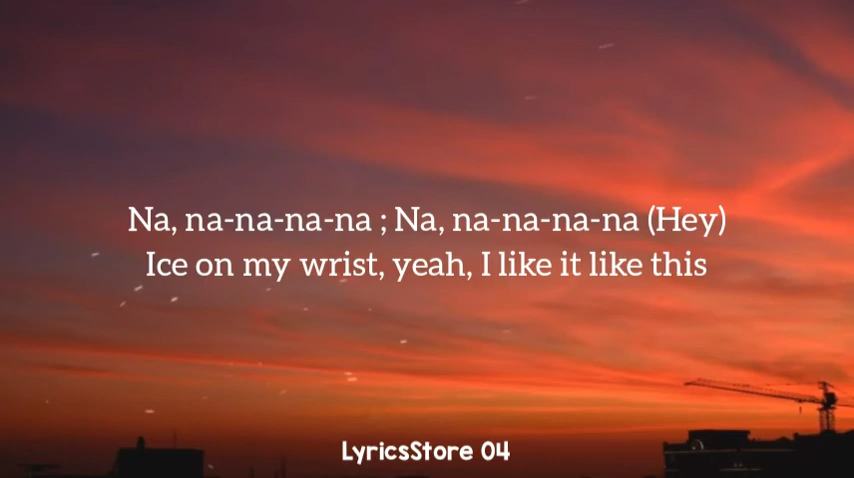 Na, na-na-na-na ; Na, na-na-na-na (Hey)
Ice on my wrist, yeah, I like it like this
LyricsStore 04